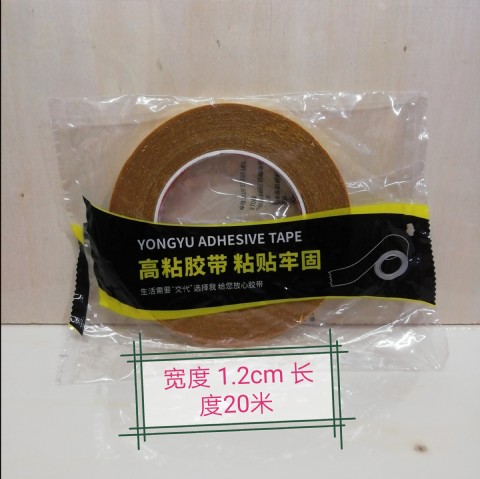 YONGYU ADHESIVE TAPE
高粘胶带 粘贴牢固
生活需要"交代"选择我 给您放心胶带
宽度 1.2cm 长
度20米